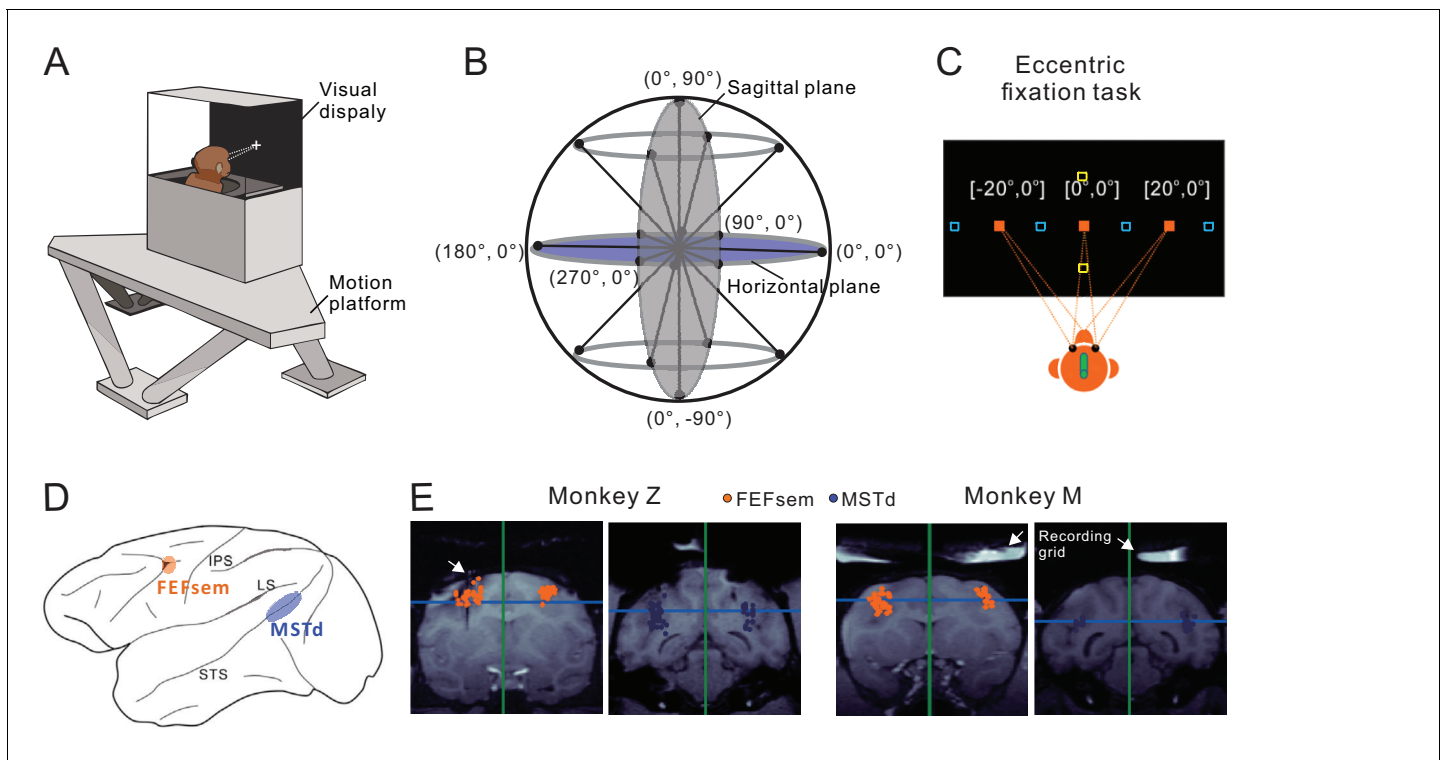 A
Visual
dispaly
Motion
platform
B
(0°, 90°)
Sagittal plane
(90°, 0°)
(180°, 0°)
(0°, 0°)
(270°, 0°)
Horizontal plane
(0°, -90°)
C
Eccentric
fixation task
[-20°,0°] [0°,0°] [20°,0°]
D
IPS
FEFsem
LS
MSTd
STS
E
Monkey Z
FEFsem MSTd
Monkey M
Recording
grid